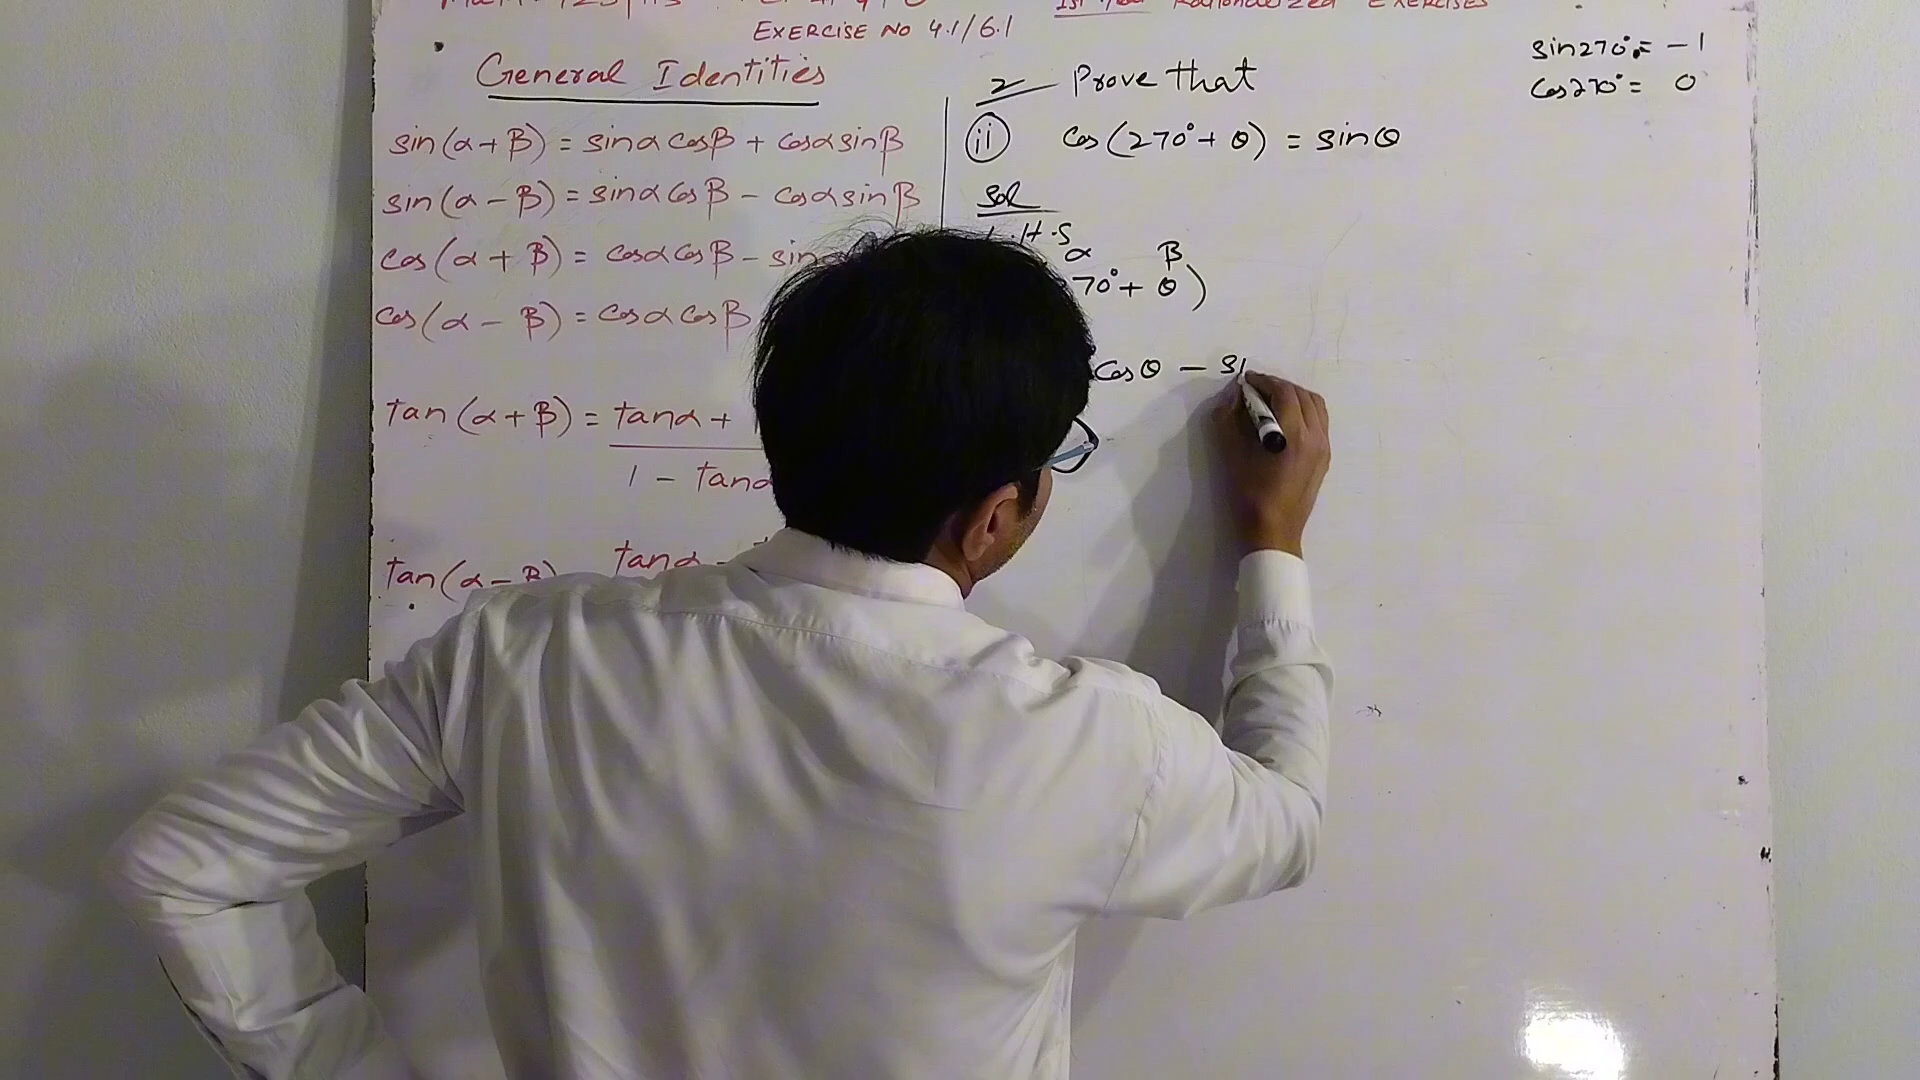 EXERCISE NO 4.1/6.1
General Identities
sin(α+β) = sinα cosβ + cosα sinβ
sin(α-β) = sinα cosβ - cosα sinβ
cos(α+β) = cosα cosβ - sin
cos(α-β) = cosα cosβ
tan(α+β) = tanα +
1 - tanα
tan(α-β) tanα -
2 Prove that
(ii) cos(270°+θ) = sinθ
Sol
L.H.S
α β
70°+θ)
cosθ - si
sin270° = -1
cos270° = 0